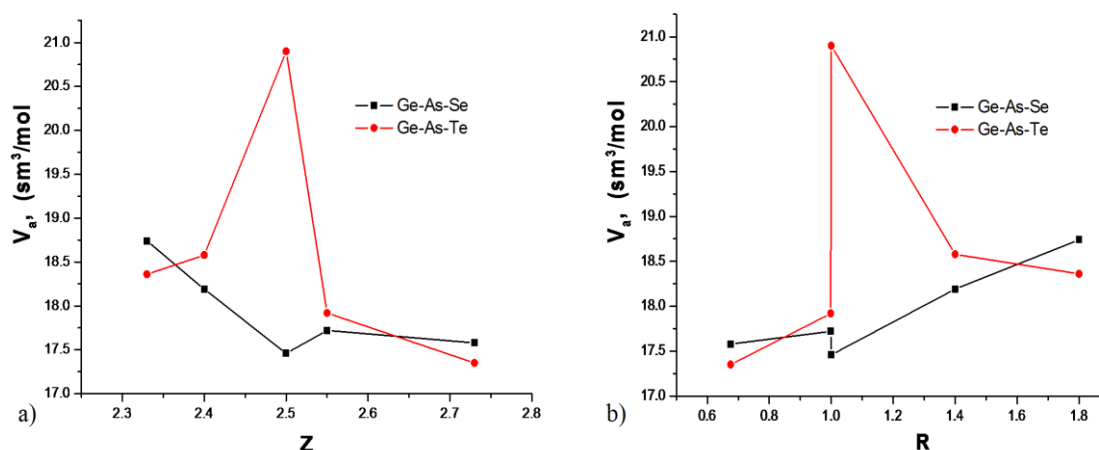 21.0
20.5
20.0
19.5
19.0
18.5
18.0
17.5
17.0
Vₐ, (sm³/mol)
Ge-As-Se
Ge-As-Te
2.3 2.4 2.5 2.6 2.7 2.8
a)
Z
21.0
20.5
20.0
19.5
19.0
18.5
18.0
17.5
17.0
Vₐ, (sm³/mol)
Ge-As-Se
Ge-As-Te
0.6 0.8 1.0 1.2 1.4 1.6 1.8
b)
R